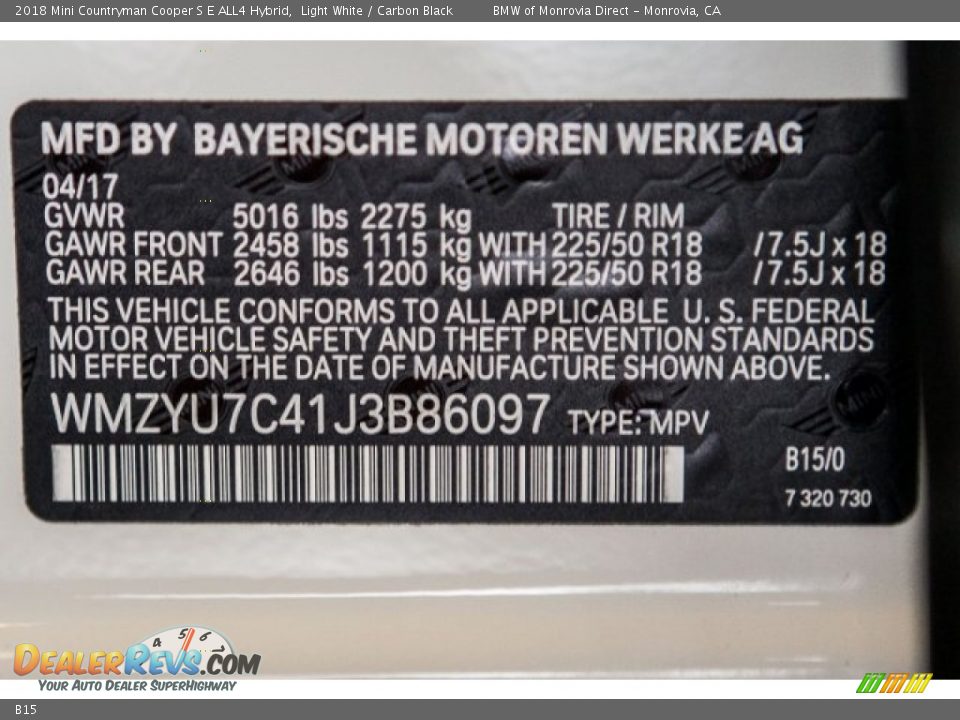 2018 Mini Countryman Cooper S E ALL4 Hybrid, Light White / Carbon Black BMW of Monrovia Direct - Monrovia, CA
MFD BY BAYERISCHE MOTOREN WERKE AG
04/17
GVWR 5016 lbs 2275 kg TIRE / RIM
GAWR FRONT 2458 lbs 1115 kg WITH 225/50 R18 /7.5J x 18
GAWR REAR 2646 lbs 1200 kg WITH 225/50 R18 /7.5J x 18
THIS VEHICLE CONFORMS TO ALL APPLICABLE U. S. FEDERAL
MOTOR VEHICLE SAFETY AND THEFT PREVENTION STANDARDS
IN EFFECT ON THE DATE OF MANUFACTURE SHOWN ABOVE.
WMZYU7C41J3B86097 TYPE: MPV
B15/0
7 320 730
4 5 6 7
DEALERREVS.COM
YOUR AUTO DEALER SUPERHIGHWAY
B15